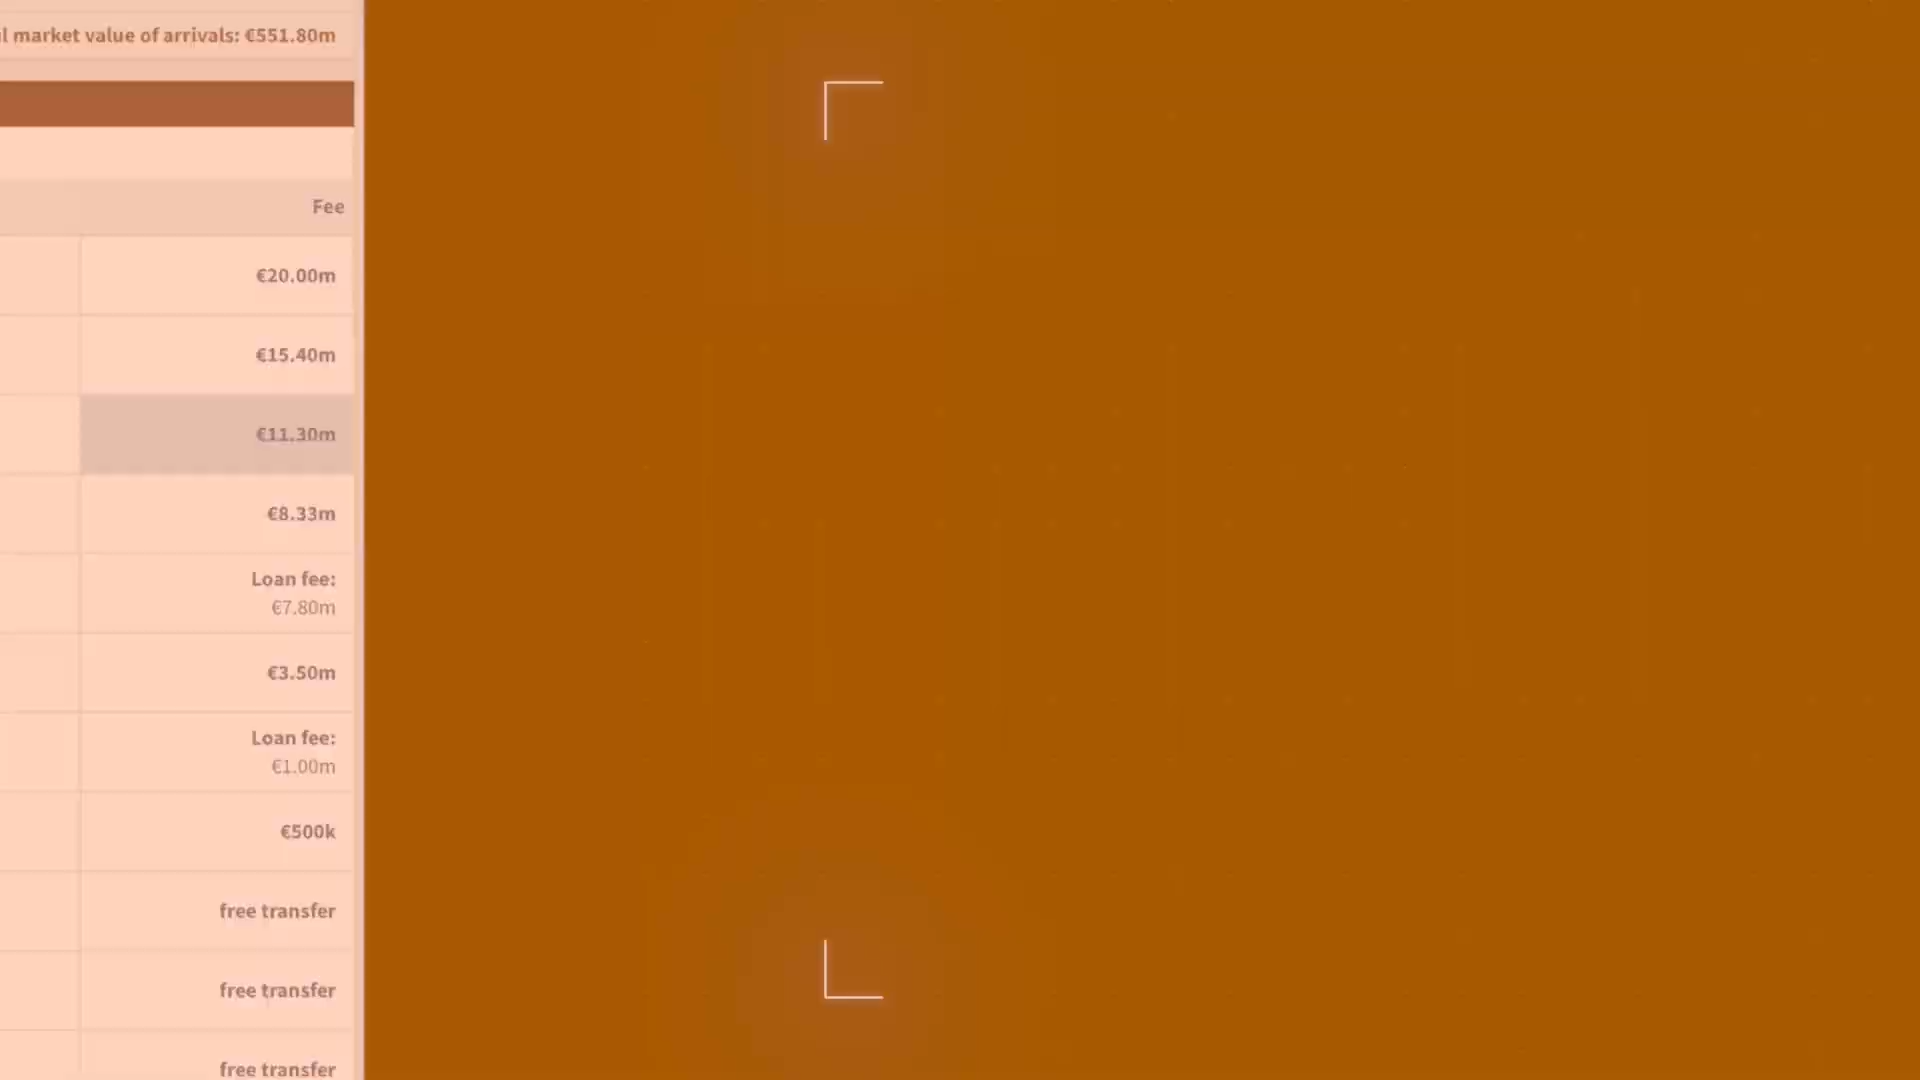 market value of arrivals: €551.80m
Fee
€20.00m
€15.40m
€11.30m
€8.33m
Loan fee:
€7.80m
€3.50m
Loan fee:
€1.00m
€500k
free transfer
free transfer
free transfer